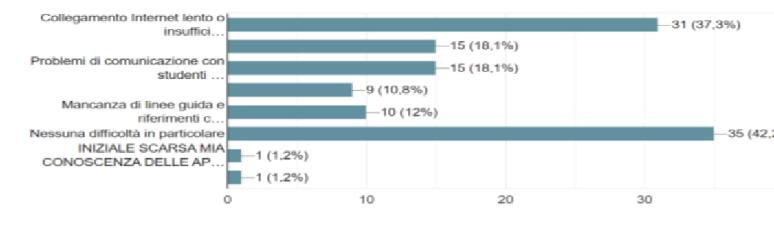 Collegamento Internet lento o
insuffici…
31 (37,3%)
15 (18,1%)
Problemi di comunicazione con
studenti …
15 (18,1%)
9 (10,8%)
Mancanza di linee guida e
riferimenti c…
10 (12%)
Nessuna difficoltà in particolare
35 (42,2
INIZIALE SCARSA MIA
CONOSCENZA DELLE AP…
1 (1,2%)
1 (1,2%)
0 10 20 30